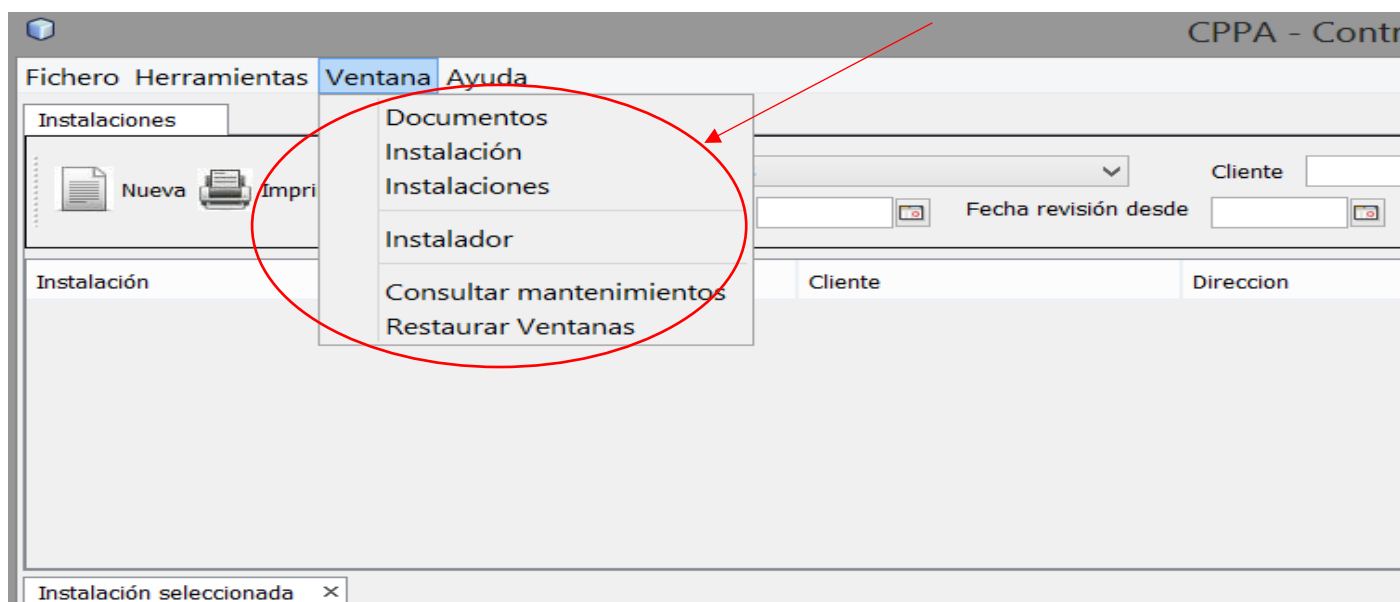 CPPA - Contr
Fichero Herramientas Ventana Ayuda
Instalaciones
Documentos
Instalación
Instalaciones
Instalador
Consultar mantenimientos
Restaurar Ventanas
Nueva Impri
Cliente
Fecha revisión desde
Instalación Cliente Direccion
Instalación seleccionada